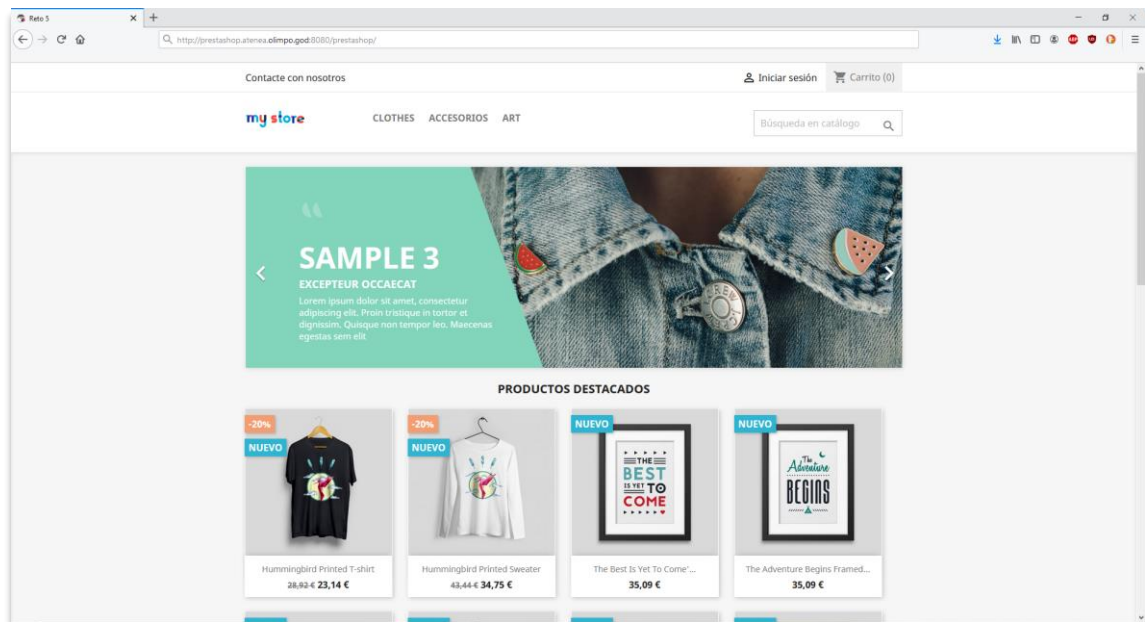 Reto 5
http://prestashop.atenea.olimpo.god:8080/prestashop/
Contacte con nosotros
Iniciar sesión
Carrito (0)
my store
CLOTHES ACCESORIOS ART
Búsqueda en catálogo
SAMPLE 3
EXCEPTEUR OCCAECAT
Lorem ipsum dolor sit amet, consectetur
adipiscing elit. Proin tristique in tortor et
dignissim. Quisque non tempor leo. Maecenas
egestas sem elit
PRODUCTOS DESTACADOS
-20%
NUEVO
Hummingbird Printed T-shirt
28,92 € 23,14 €
-20%
NUEVO
Hummingbird Printed Sweater
43,44 € 34,75 €
NUEVO
THE
BEST
IS YET TO
COME
The Best Is Yet To Come'...
35,09 €
NUEVO
The
Adventure
BEGINS
The Adventure Begins Framed...
35,09 €